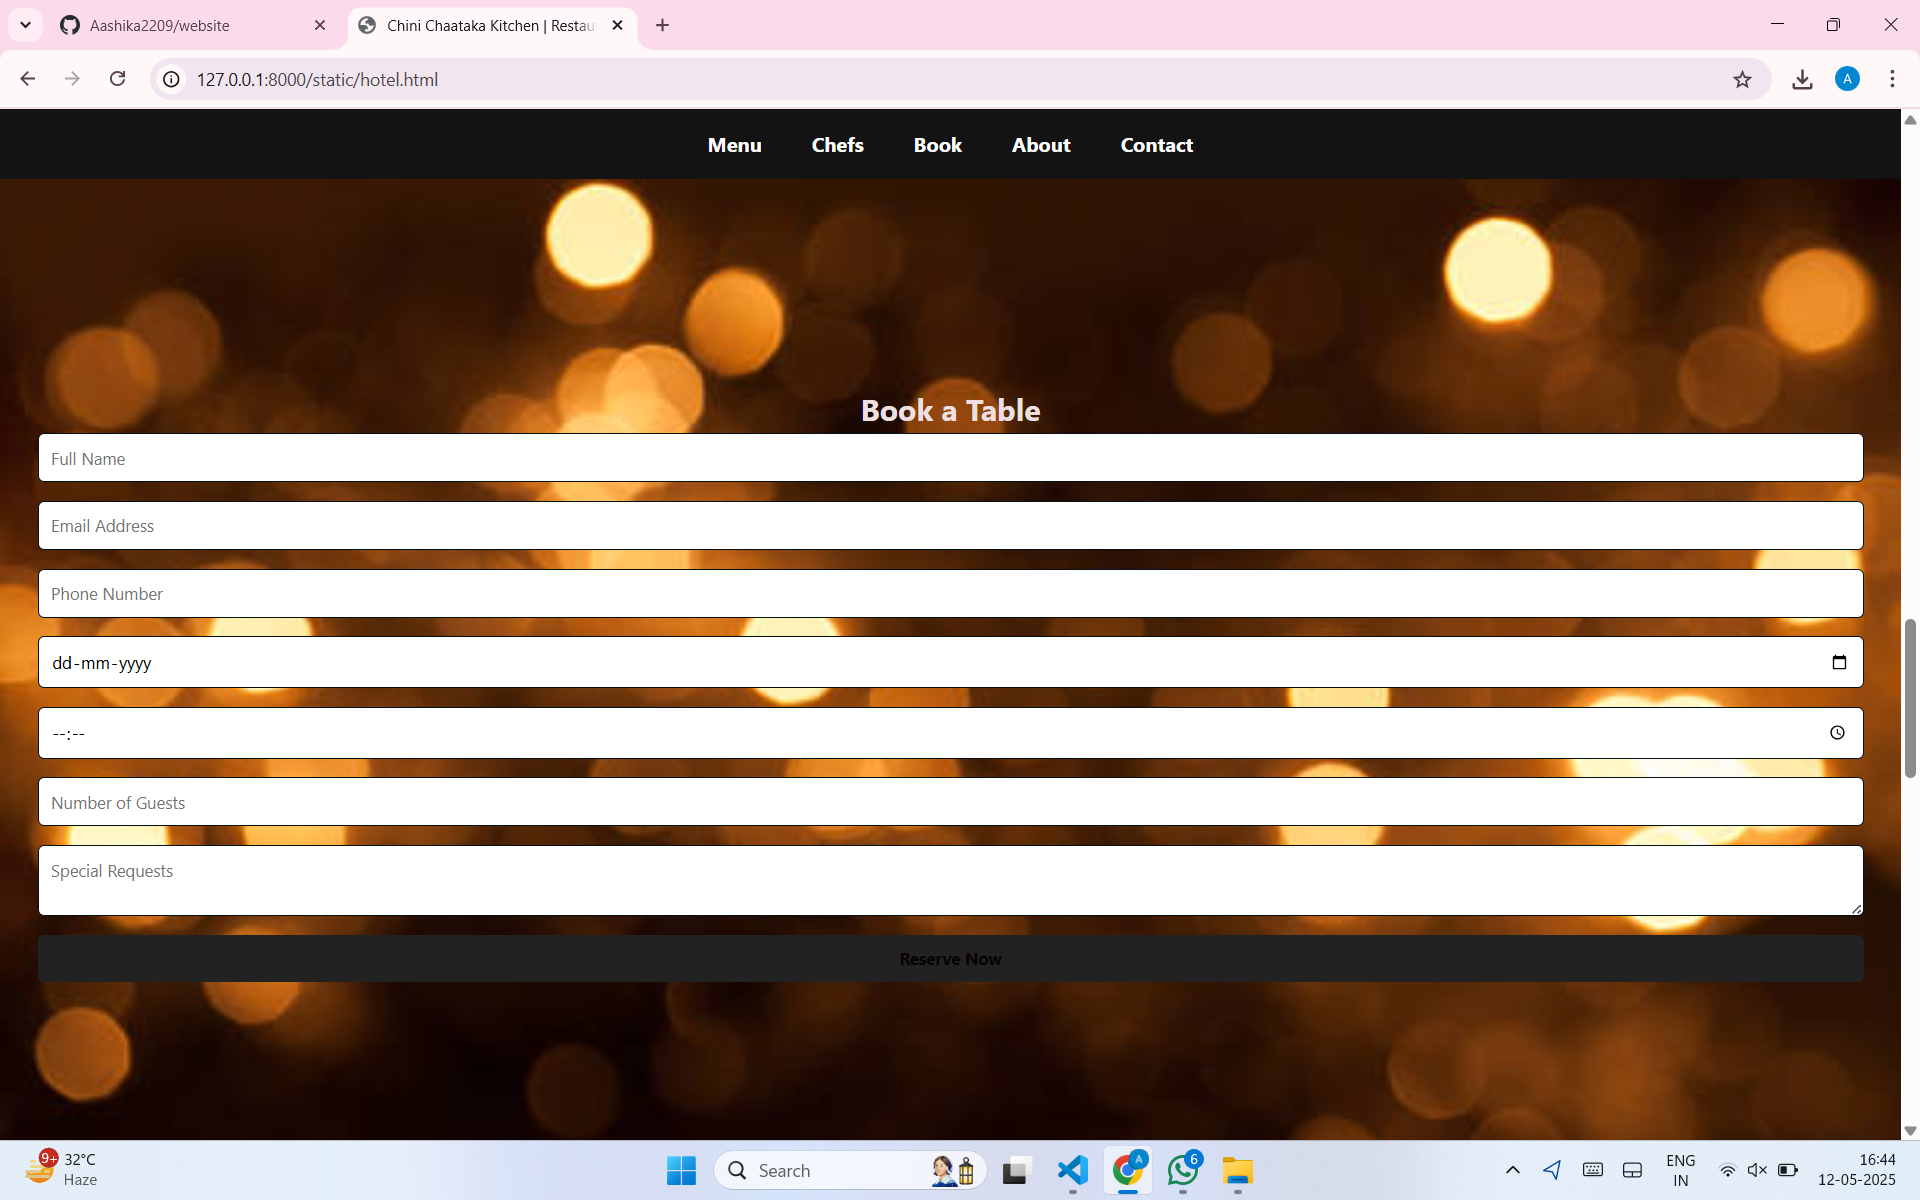 Aashika2209/website
Chini Chaataka Kitchen | Restau
127.0.0.1:8000/static/hotel.html
A
Menu Chefs Book About Contact
Book a Table
Full Name
Email Address
Phone Number
dd-mm-yyyy
--:--
Number of Guests
Special Requests
Reserve Now
9+
32°C
Haze
Search
A
6
ENG
IN
16:44
12-05-2025